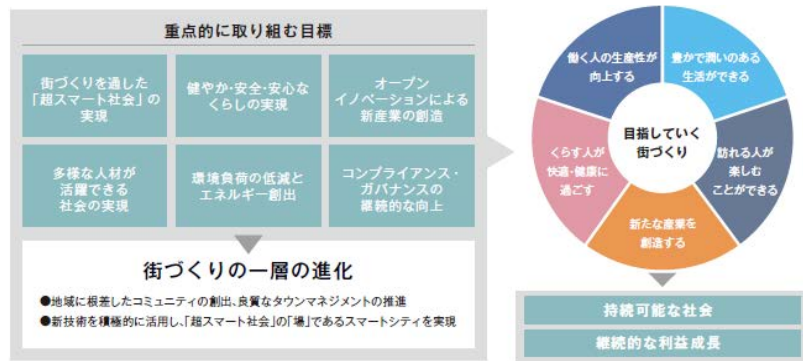 重点的に取り組む目標
街づくりを通した
「超スマート社会」の
実現
健やか・安全・安心な
くらしの実現
オープン
イノベーションによる
新産業の創造
多様な人材が
活躍できる
社会の実現
環境負荷の低減と
エネルギー創出
コンプライアンス・
ガバナンスの
継続的な向上
街づくりの一層の進化
●地域に根差したコミュニティの創出、良質なタウンマネジメントの推進
●新技術を積極的に活用し、「超スマート社会」の「場」であるスマートシティを実現
働く人の生産性が
向上する
豊かで潤いのある
生活ができる
訪れる人が
楽しむ
ことができる
新たな産業を
創造する
くらす人が
快適・健康に
過ごす
目指していく
街づくり
持続可能な社会
継続的な利益成長